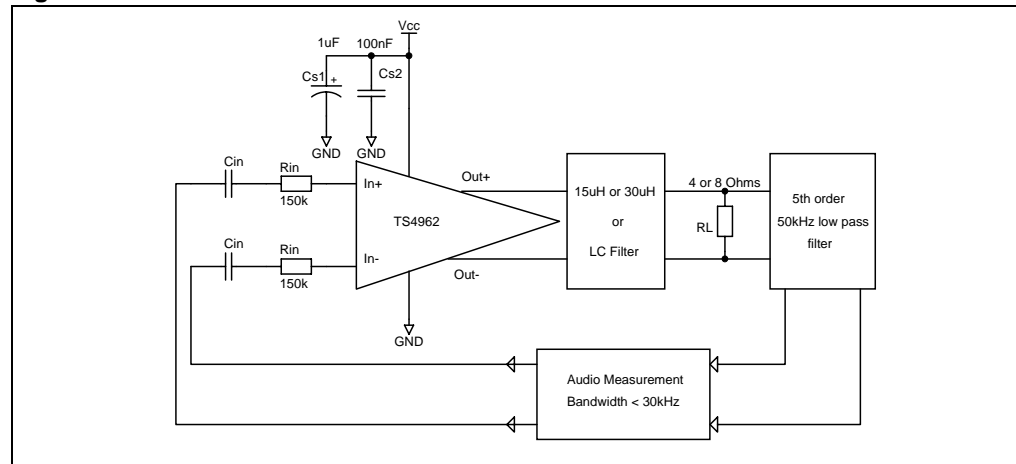 Vcc
1uF
100nF
Cs1
+
Cs2
GND
GND
Cin
Rin
150k
In+
Out+
TS4962
Cin
Rin
150k
In-
Out-
GND
15uH or 30uH
or
LC Filter
4 or 8 Ohms
RL
5th order
50kHz low pass
filter
Audio Measurement
Bandwidth < 30kHz